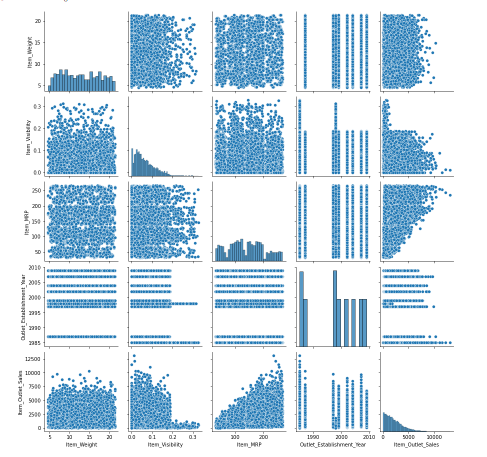 Item_Weight
20
15
10
5
Item_Visibility
0.3
0.2
0.1
0.0
Item_MRP
250
200
150
100
50
Outlet_Establishment_Year
2010
2005
2000
1995
1990
1985
Item_Outlet_Sales
12500
10000
7500
5000
2500
0
5 10 15 20
0.0 0.1 0.2 0.3
100 200
1990 2000 2010
0 5000 10000
Item_Weight Item_Visibility Item_MRP Outlet_Establishment_Year Item_Outlet_Sales